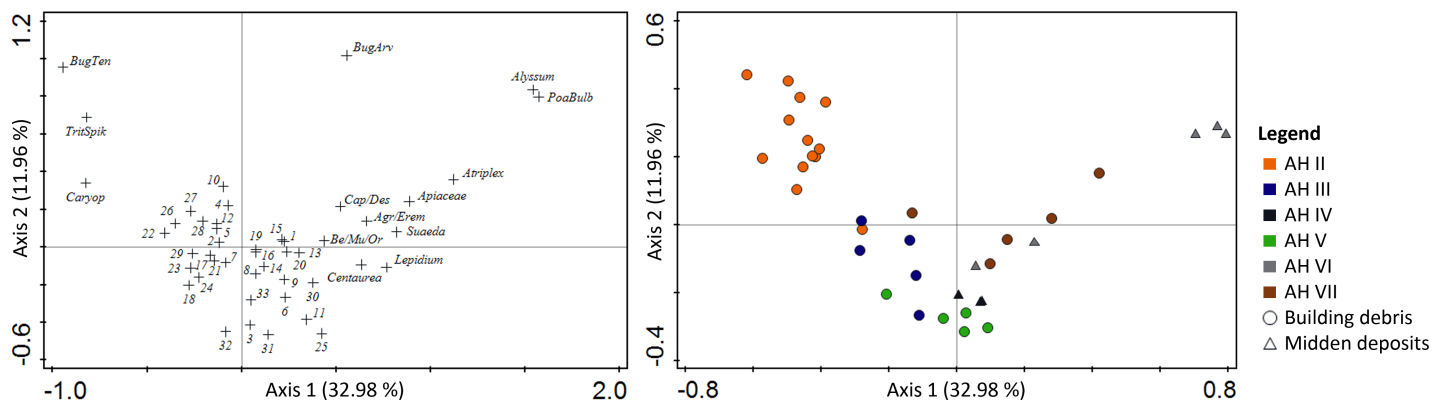 1.2
BugTen
BugArv
Alyssum
PoaBulb
TritSpik
Caryop
Atriplex
Apiaceae
Cap/Des
Agr/Erem
Suaeda
Be/Mu/Or
Lepidium
Centaurea
10
27
4
26
12
22
28
5
2
15
1
19
29
7
16
13
23
17
21
8
14
20
24
18
9
33
6
30
11
32
3
31
25
Axis 2 (11.96 %)
-0.6
-1.0
Axis 1 (32.98 %)
2.0
0.6
Axis 2 (11.96 %)
-0.4
-0.8
Axis 1 (32.98 %)
0.8
Legend
AH II
AH III
AH IV
AH V
AH VI
AH VII
Building debris
Midden deposits